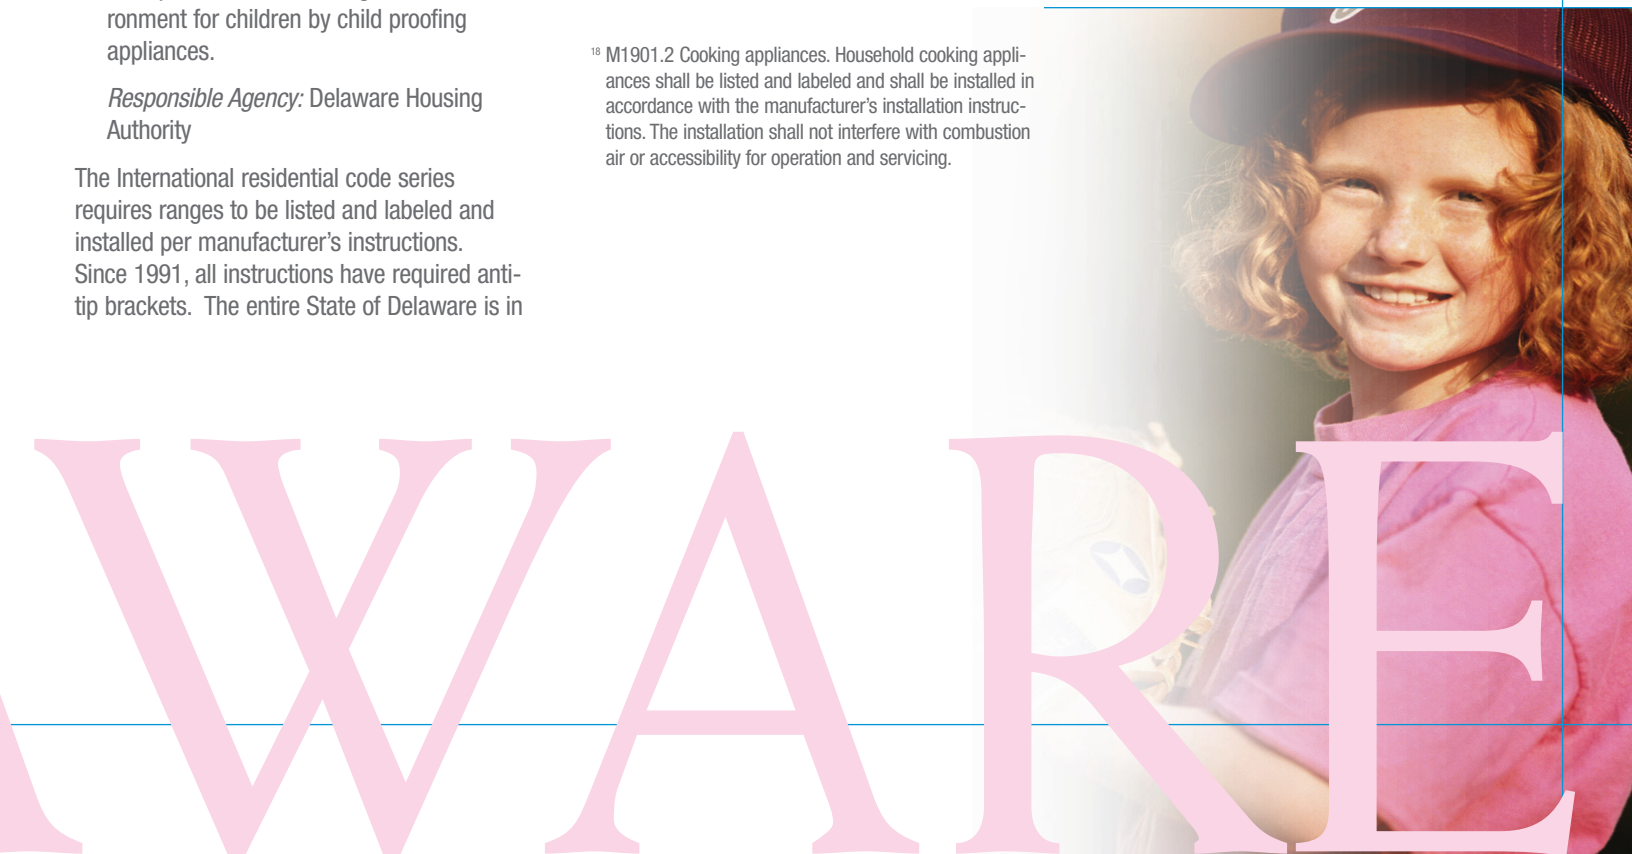 ronment for children by child proofing
appliances.
Responsible Agency: Delaware Housing
Authority
The International residential code series
requires ranges to be listed and labeled and
installed per manufacturer’s instructions.
Since 1991, all instructions have required anti-
tip brackets.  The entire State of Delaware is in
18 M1901.2 Cooking appliances. Household cooking appli-
ances shall be listed and labeled and shall be installed in
accordance with the manufacturer’s installation instruc-
tions. The installation shall not interfere with combustion
air or accessibility for operation and servicing.
AWARE